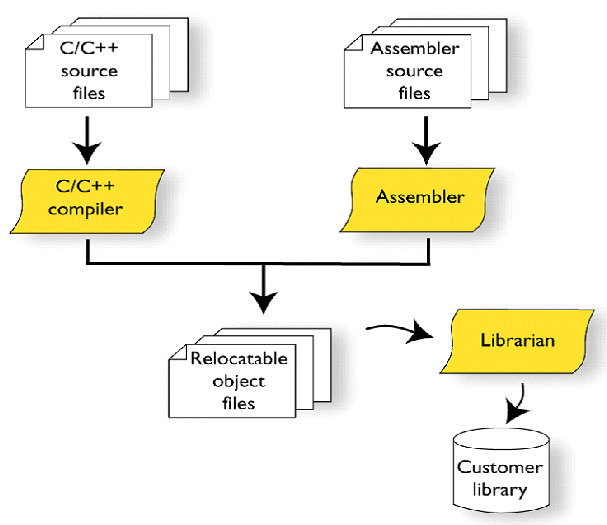 C/C++
source
files
Assembler
source
files
C/C++
compiler
Assembler
Relocatable
object
files
Librarian
Customer
library